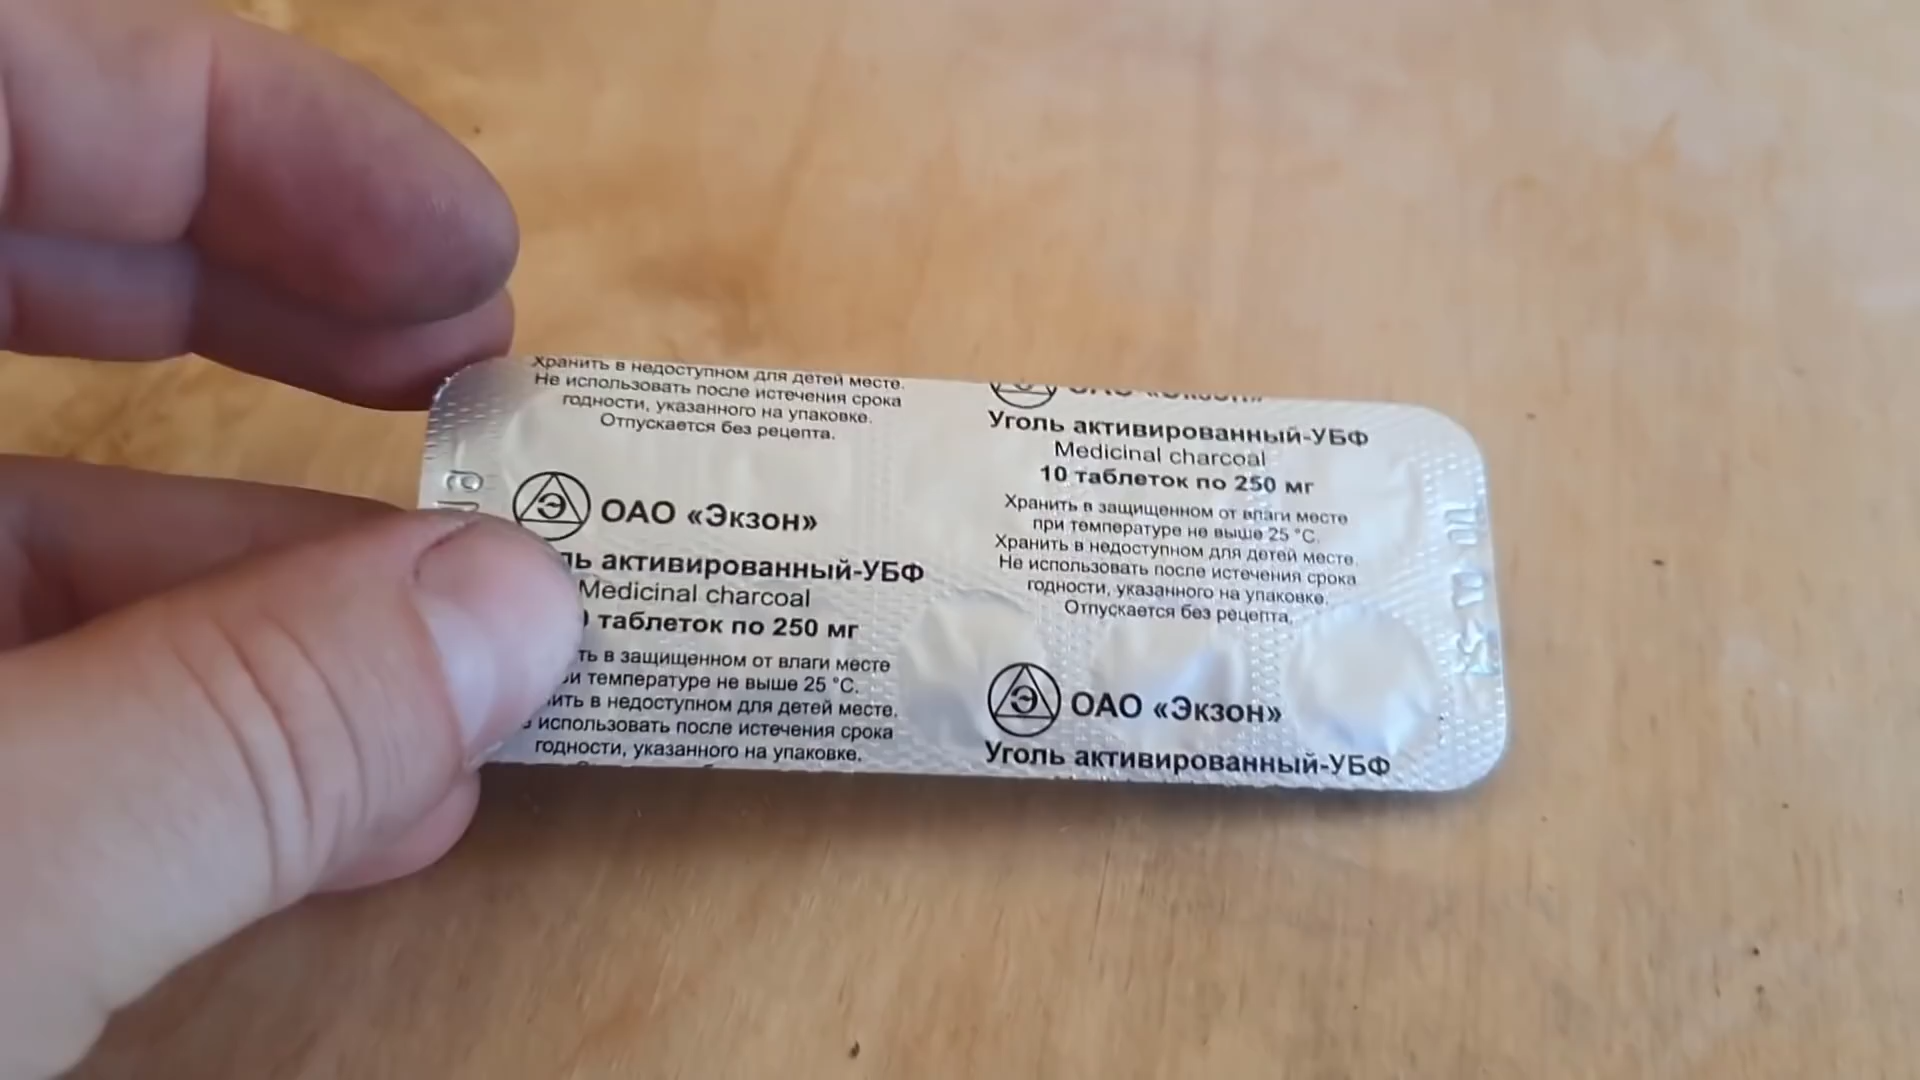 Хранить в недоступном для детей месте.
Не использовать после истечения срока
годности, указанного на упаковке.
Отпускается без рецепта.
Э ОАО «Экзон»
активированный-УБФ
Medicinal charcoal
таблеток по 250 мг
в защищенном от влаги месте
температуре не выше 25 °C.
в недоступном для детей месте.
использовать после истечения срока
годности, указанного на упаковке.
ОАО «Экзон»
Уголь активированный-УБФ
Medicinal charcoal
10 таблеток по 250 мг
Хранить в защищенном от влаги месте
при температуре не выше 25 °C.
Хранить в недоступном для детей месте.
Не использовать после истечения срока
годности, указанного на упаковке.
Отпускается без рецепта.
Э ОАО «Экзон»
Уголь активированный-УБФ